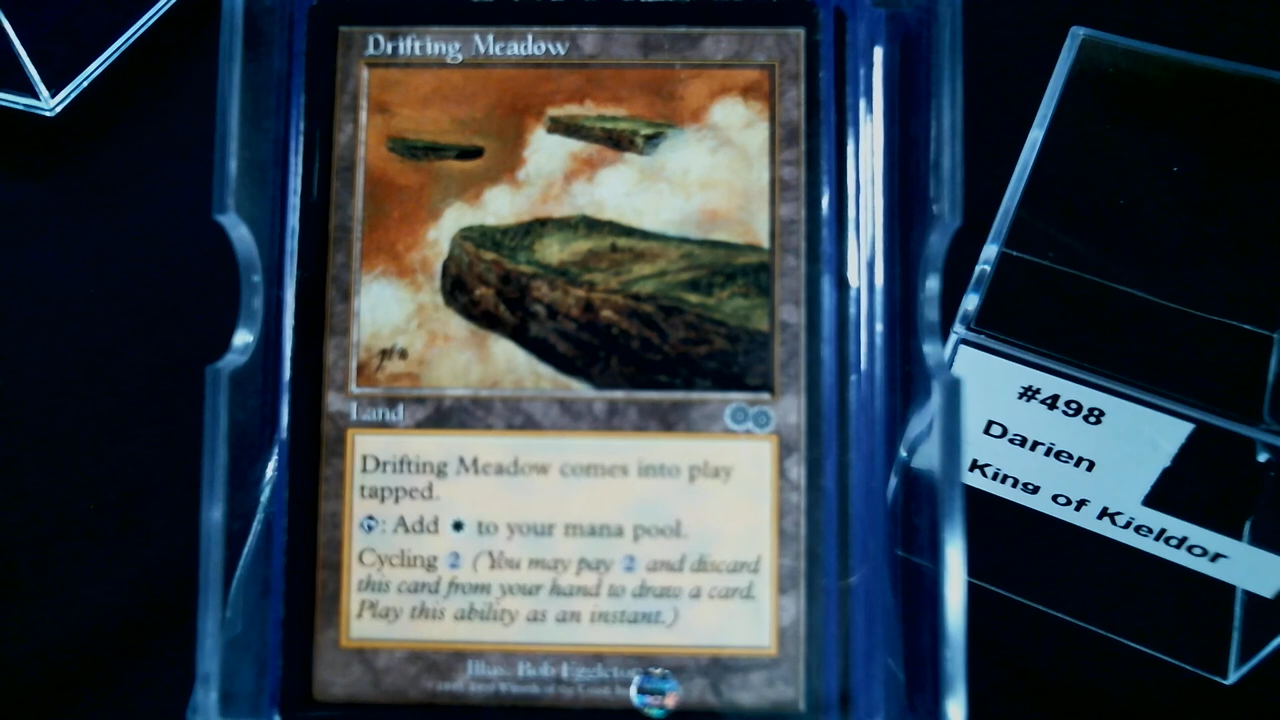 Drifting Meadow
Land
Drifting Meadow comes into play
tapped.
: Add to your mana pool.
Cycling 2 (You may pay 2 and discard
this card from your hand to draw a card.
Play this ability as an instant.)
Illus. Bob Eggleton
#498
Darien
King of Kjeldor